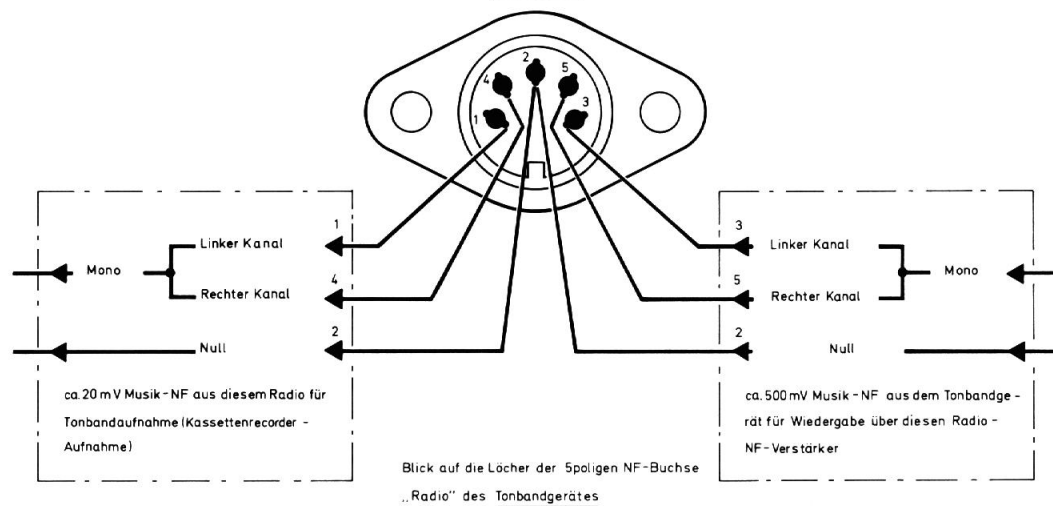 2
4
5
1
3
1
Linker Kanal
Mono
4
Rechter Kanal
2
Null
ca. 20 mV Musik-NF aus diesem Radio für
Tonbandaufnahme (Kassettenrecorder -
Aufnahme)
3
Linker Kanal
Mono
5
Rechter Kanal
2
Null
ca. 500 mV Musik-NF aus dem Tonbandge-
rät für Wiedergabe über diesen Radio-
NF-Verstärker
Blick auf die Löcher der 5poligen NF-Buchse
„Radio" des Tonbandgerätes